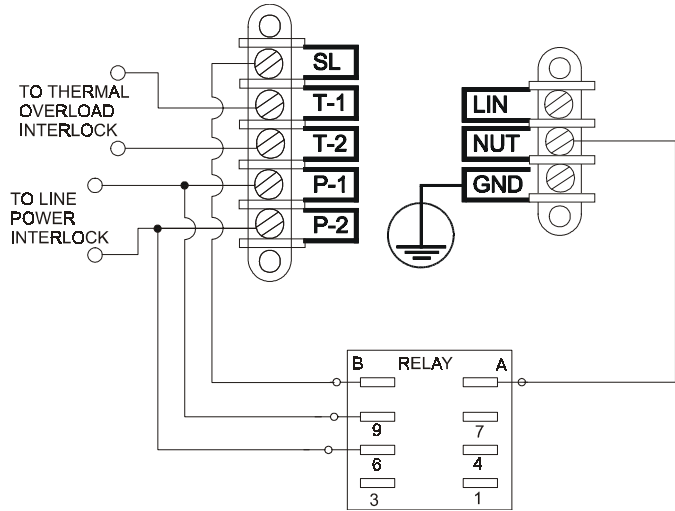 SL
TO THERMAL
OVERLOAD
INTERLOCK
T-1
T-2
LIN
NUT
GND
TO LINE
POWER
INTERLOCK
P-1
P-2
B RELAY A
9 7
6 4
3 1